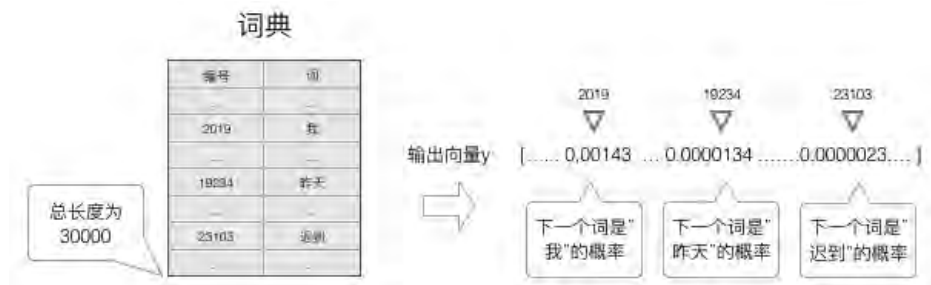 词典
编号 词
... ...
2019 我
... ...
19234 昨天
... ...
23103 迟到
... ...
总长度为
30000
2019 19234 23103
输出向量y [...... 0.00143 ... 0.0000134 ....... 0.0000023.... ]
下一个词是"
我"的概率
下一个词是"
昨天"的概率
下一个词是"
迟到"的概率